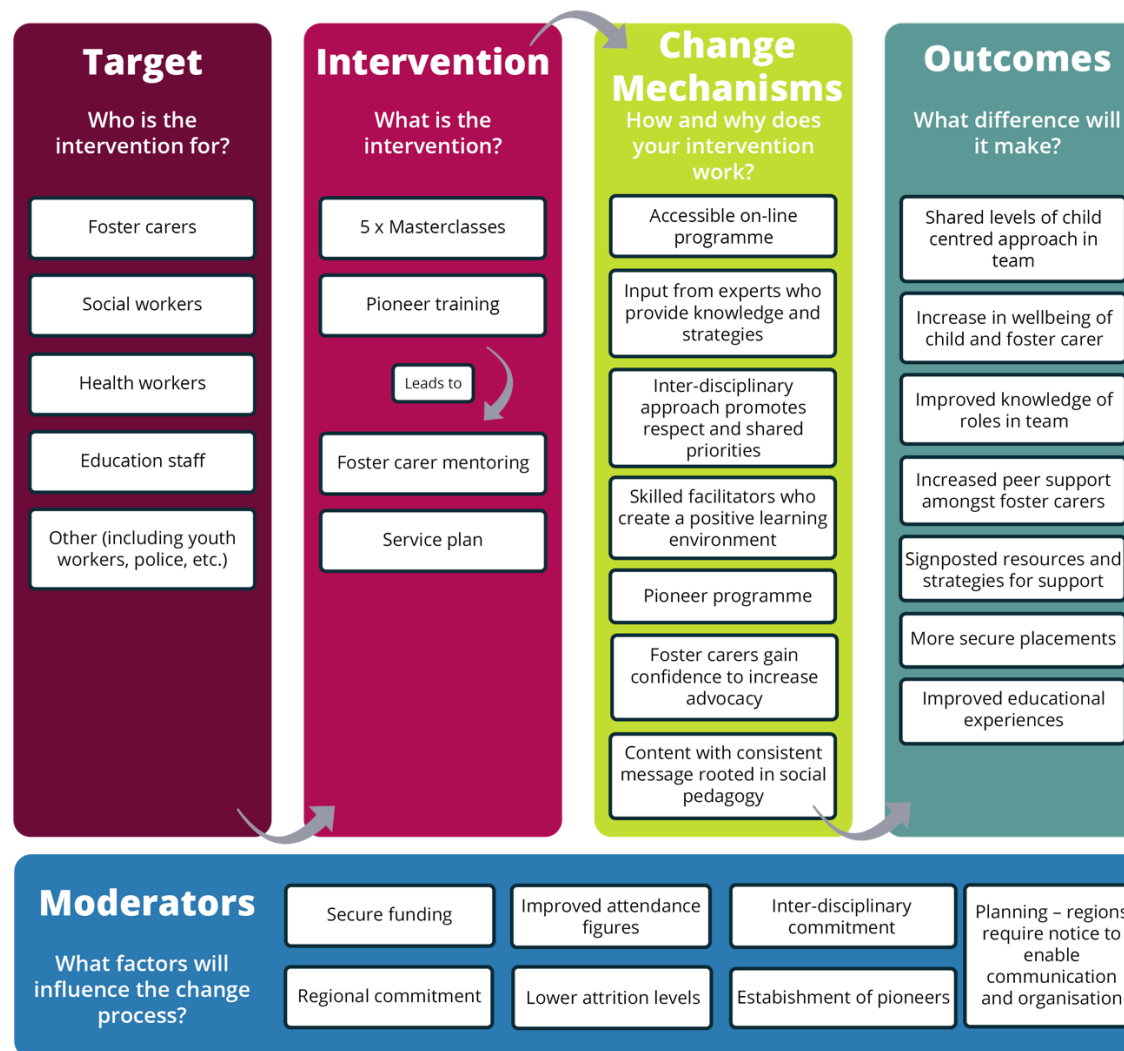 Target
Who is the
intervention for?
Foster carers
Social workers
Health workers
Education staff
Other (including youth
workers, police, etc.)
Intervention
What is the
intervention?
5 x Masterclasses
Pioneer training
Leads to
Foster carer mentoring
Service plan
Change
Mechanisms
How and why does
your intervention
work?
Accessible on-line
programme
Input from experts who
provide knowledge and
strategies
Inter-disciplinary
approach promotes
respect and shared
priorities
Skilled facilitators who
create a positive learning
environment
Pioneer programme
Foster carers gain
confidence to increase
advocacy
Content with consistent
message rooted in social
pedagogy
Outcomes
What difference will
it make?
Shared levels of child
centred approach in
team
Increase in wellbeing of
child and foster carer
Improved knowledge of
roles in team
Increased peer support
amongst foster carers
Signposted resources and
strategies for support
More secure placements
Improved educational
experiences
Moderators
What factors will
influence the change
process?
Secure funding
Improved attendance
figures
Inter-disciplinary
commitment
Regional commitment
Lower attrition levels
Estabishment of pioneers
Planning – regions
require notice to
enable
communication
and organisation